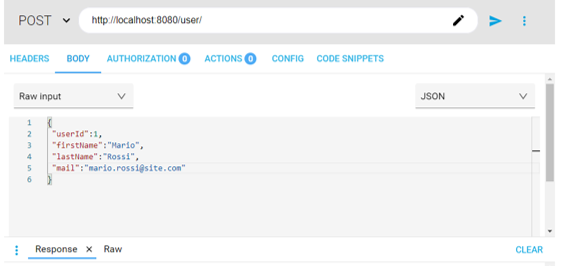 POST http://localhost:8080/user/
HEADERS BODY AUTHORIZATION 0 ACTIONS 0 CONFIG CODE SNIPPETS
Raw input JSON
1 {
2 "userId":1,
3 "firstName":"Mario",
4 "lastName":"Rossi",
5 "mail":"mario.rossi@site.com"
6 }
Response × Raw CLEAR